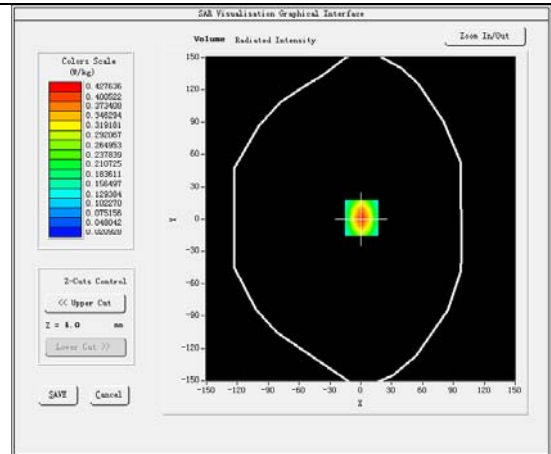 SAR Visualisation Graphical Interface
Volume Radiated Intensity
Zoom In/Out
Colors Scale
(W/kg)
0.427636
0.400522
0.373408
0.346294
0.319181
0.292067
0.264953
0.237839
0.210725
0.183611
0.156497
0.129384
0.102270
0.075156
0.048042
Z-Cuts Control
<< Upper Cut
Z = 4.0 mm
Lower Cut >>
SAVE
Cancel
150
120
90
60
30
0
-30
-60
-90
-120
-150
Y
-150 -120 -90 -60 -30 0 30 60 90 120 150
X